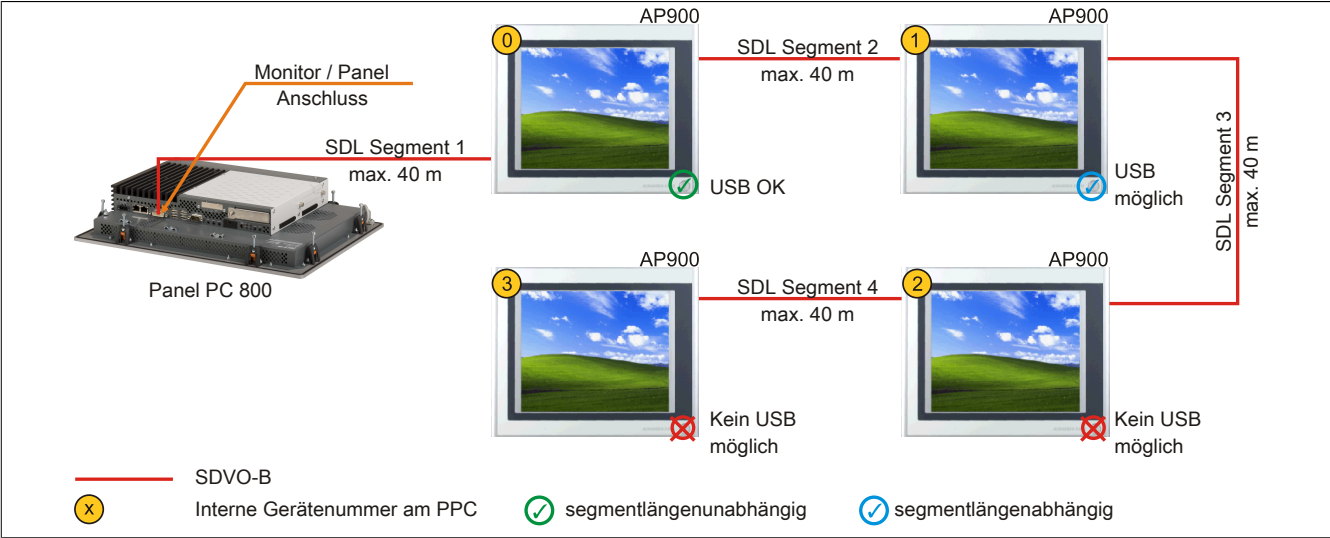 AP900
AP900
0
SDL Segment 2
max. 40 m
1
Monitor / Panel
Anschluss
SDL Segment 1
max. 40 m
SDL Segment 3
max. 40 m
USB OK
USB
möglich
Panel PC 800
AP900
AP900
3
SDL Segment 4
max. 40 m
2
Kein USB
möglich
Kein USB
möglich
SDVO-B
x
Interne Gerätenummer am PPC
segmentlängenunabhängig
segmentlängenabhängig